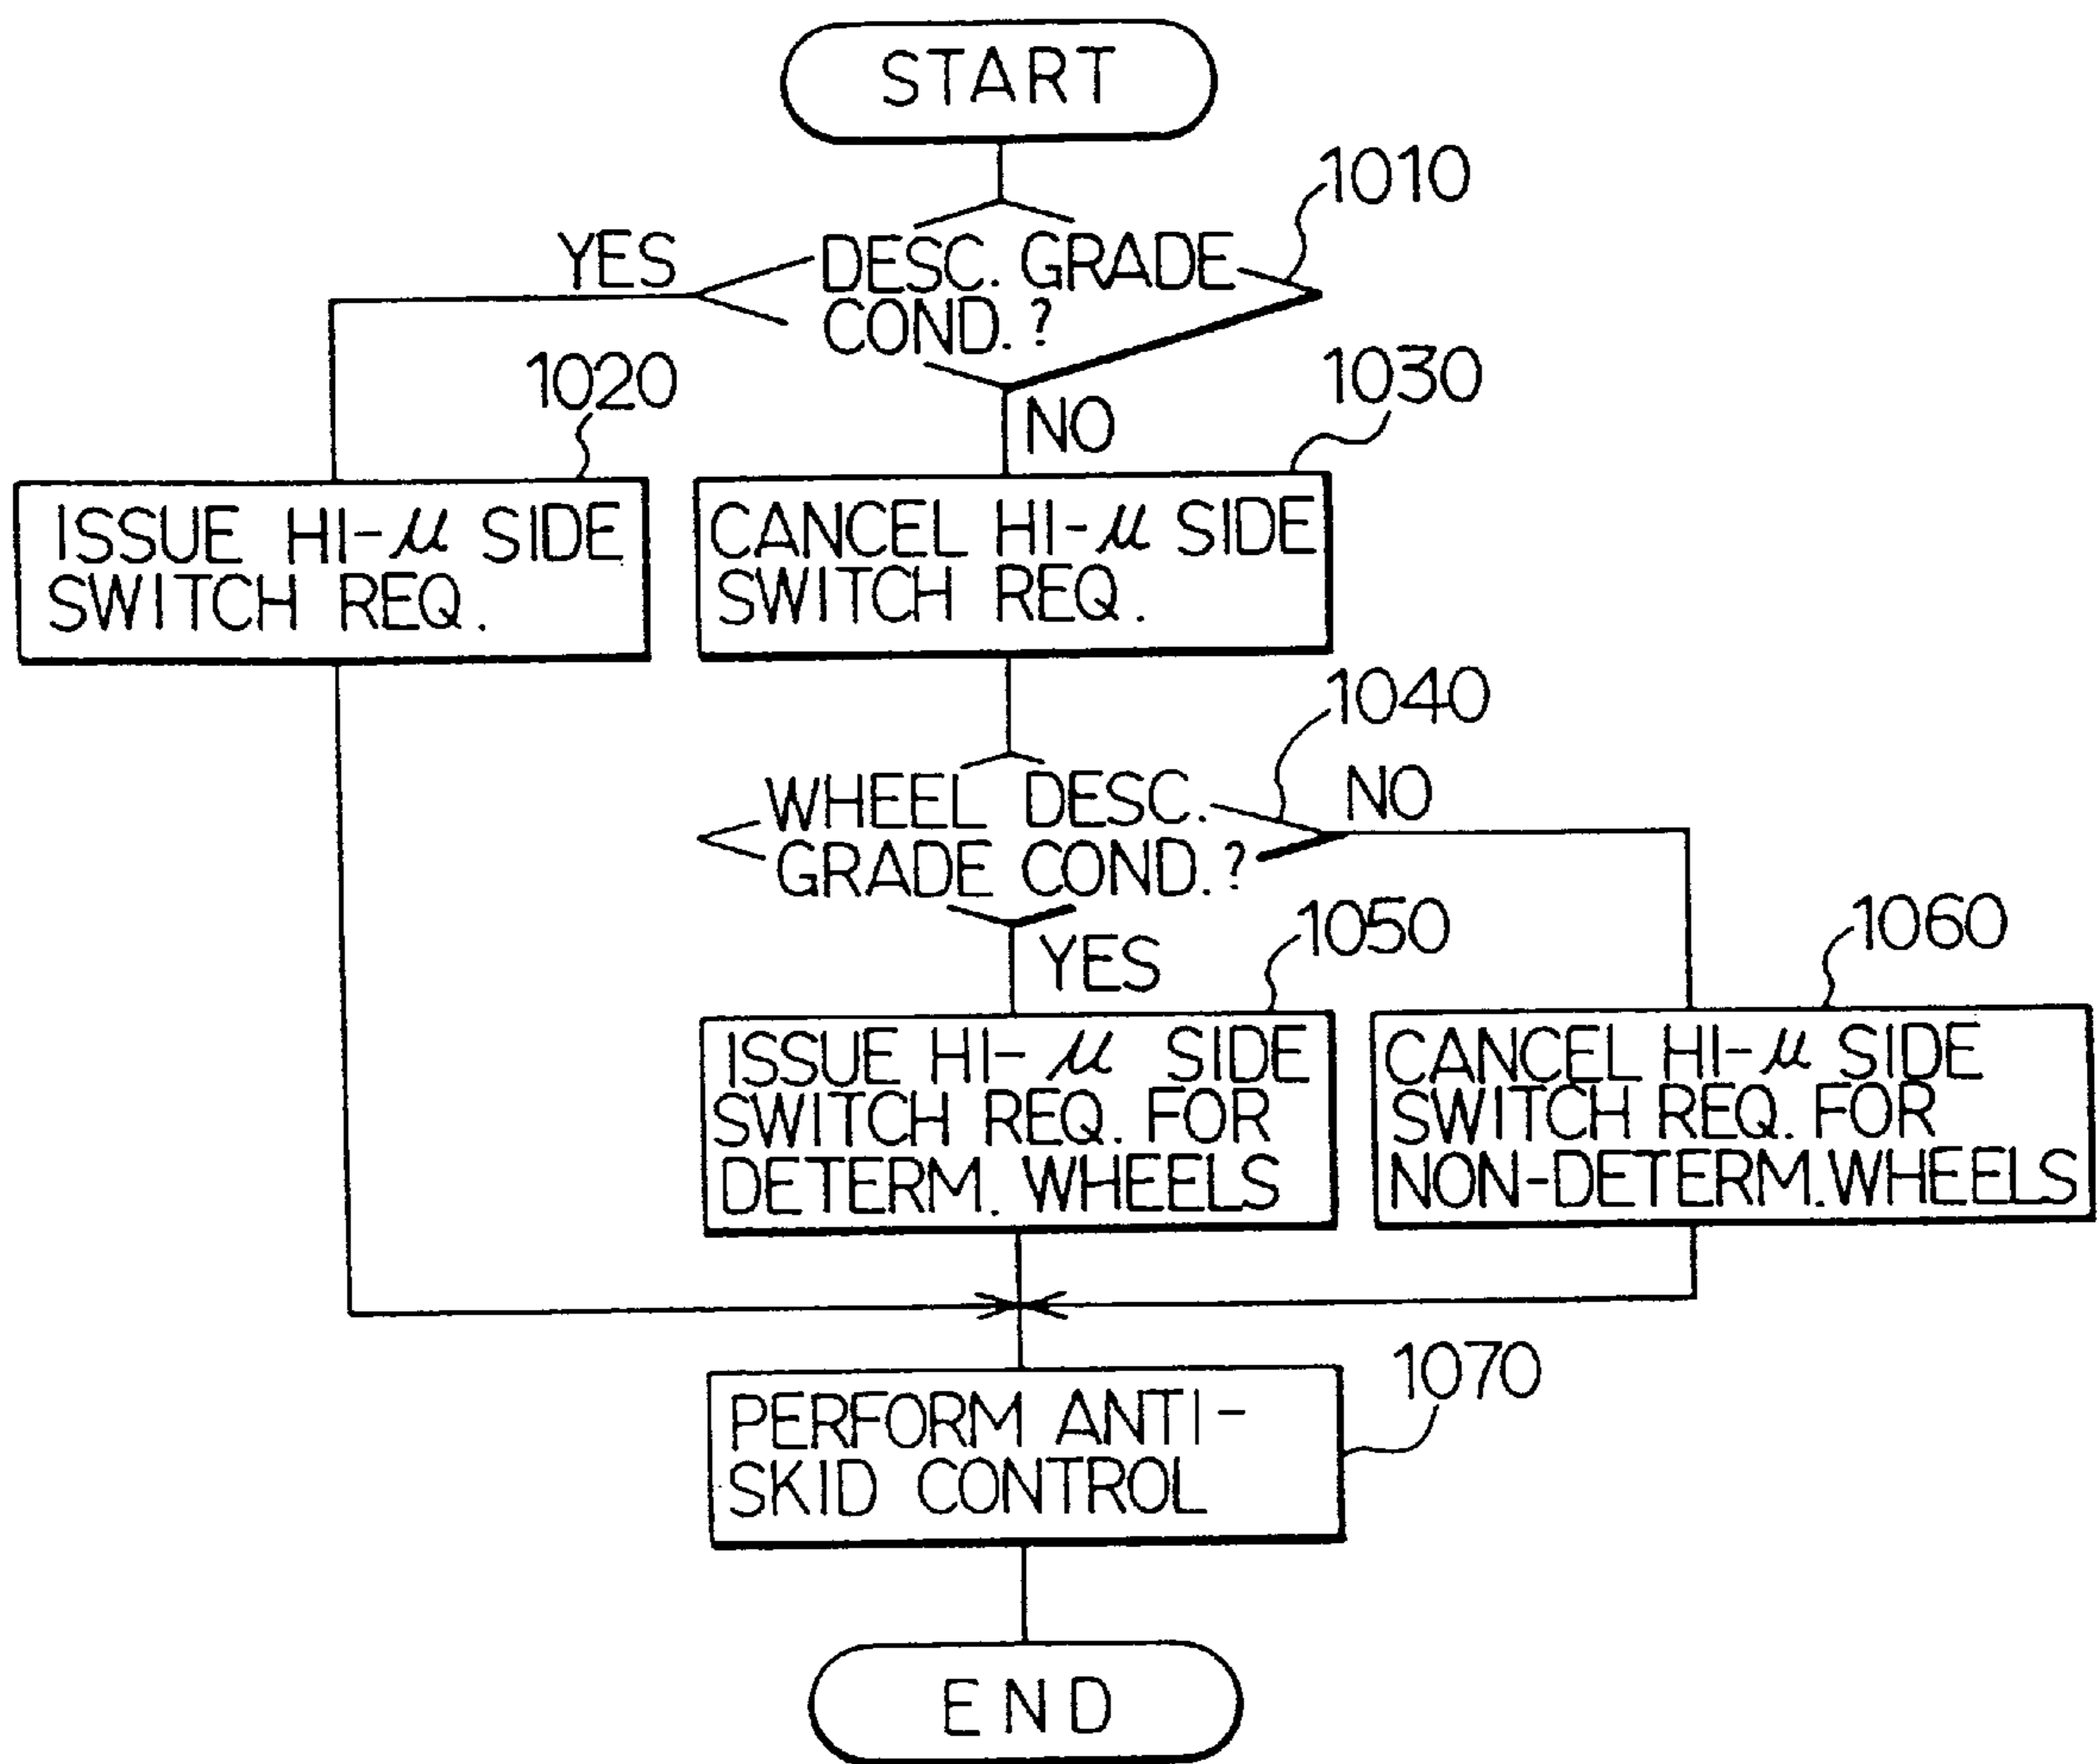 START
1010
YES
DESC. GRADE
COND. ?
1020
1030
NO
ISSUE HI-μ SIDE
SWITCH REQ.
CANCEL HI-μ SIDE
SWITCH REQ.
1040
WHEEL DESC.
GRADE COND. ?
NO
1050
1060
YES
ISSUE HI-μ SIDE
SWITCH REQ. FOR
DETERM. WHEELS
CANCEL HI-μ SIDE
SWITCH REQ. FOR
NON-DETERM. WHEELS
1070
PERFORM ANTI-
SKID CONTROL
END